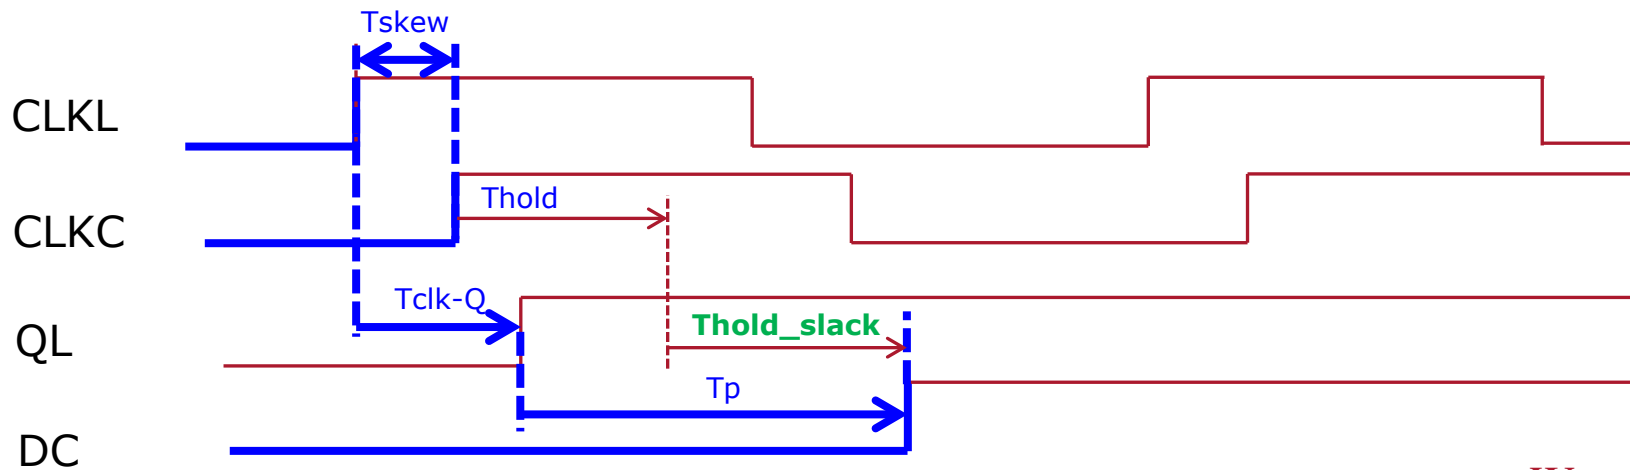 Tskew
CLKL
CLKC
Thold
Tclk-Q
QL
Thold_slack
Tp
DC